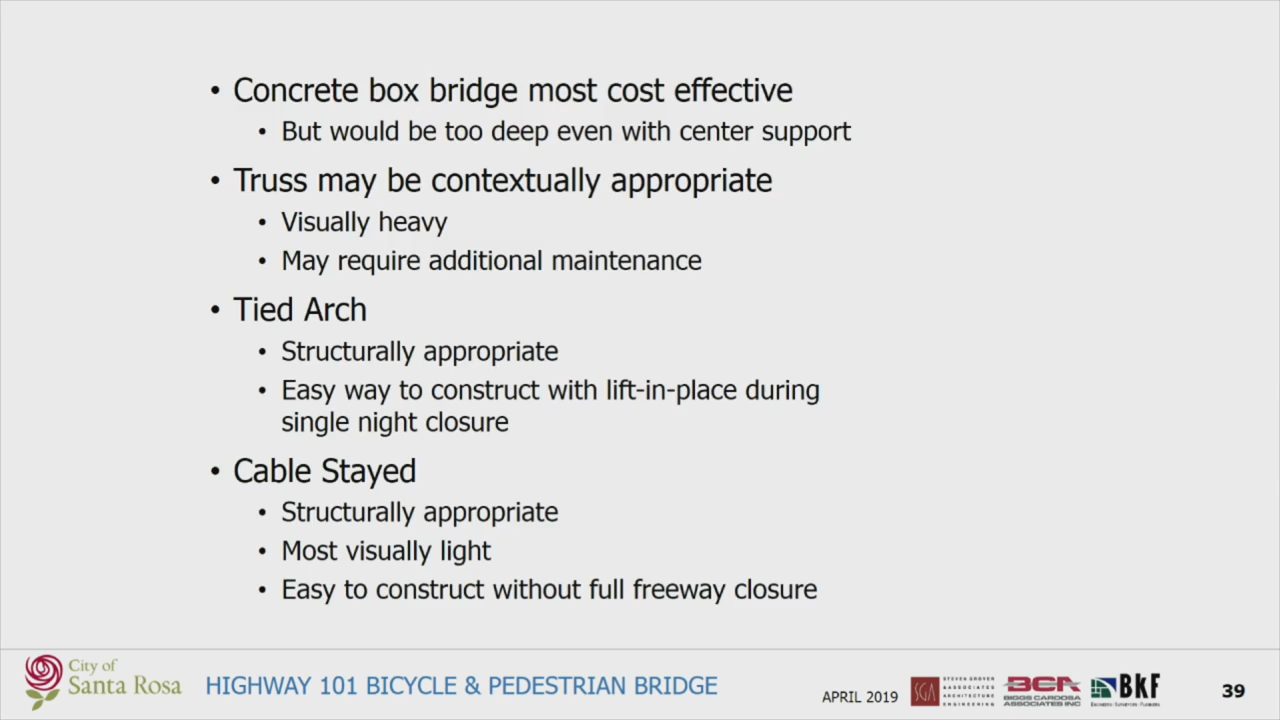 • Concrete box bridge most cost effective
• But would be too deep even with center support
• Truss may be contextually appropriate
• Visually heavy
• May require additional maintenance
• Tied Arch
• Structurally appropriate
• Easy way to construct with lift-in-place during
single night closure
• Cable Stayed
• Structurally appropriate
• Most visually light
• Easy to construct without full freeway closure
City of
Santa Rosa
HIGHWAY 101 BICYCLE & PEDESTRIAN BRIDGE
APRIL 2019
SGA
STEVEN GROVER
& ASSOCIATES
ARCHITECTURE
ENGINEERING
BCA
BIGGS CARDOSA
ASSOCIATES INC
BKF
39